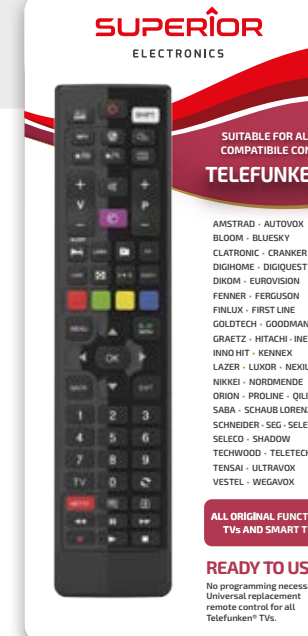 SUPERIOR
ELECTRONICS
SUITABLE FOR AL
COMPATIBILE CON
TELEFUNKE
AMSTRAD • AUTOVOX
BLOOM • BLUESKY
CLATRONIC • CRANKER
DIGIHOME • DIGIQUEST
DIKOM • EUROVISION
FENNER • FERGUSON
FINLUX • FIRST LINE
GOLDTECH • GOODMAN
GRAETZ • HITACHI • INE
INNO HIT • KENNEX
LAZER • LUXOR • NEXIL
NIKKEI • NORDMENDE
ORION • PROLINE • QILI
SABA • SCHAUB LOREN
SCHNEIDER • SEG • SELE
SELECO • SHADOW
TECHWOOD • TELETECH
TENSAI • ULTRAVOX
VESTEL • WEGAVOX
ALL ORIGINAL FUNCT
TVs AND SMART T
READY TO US
No programming necess
Universal replacement
remote control for all
Telefunken® TVs.
SHIFT
+ +
V P
- -
MENU
OK
BACK EXIT
1 2 3
4 5 6
7 8 9
TV 0
NETFLIX